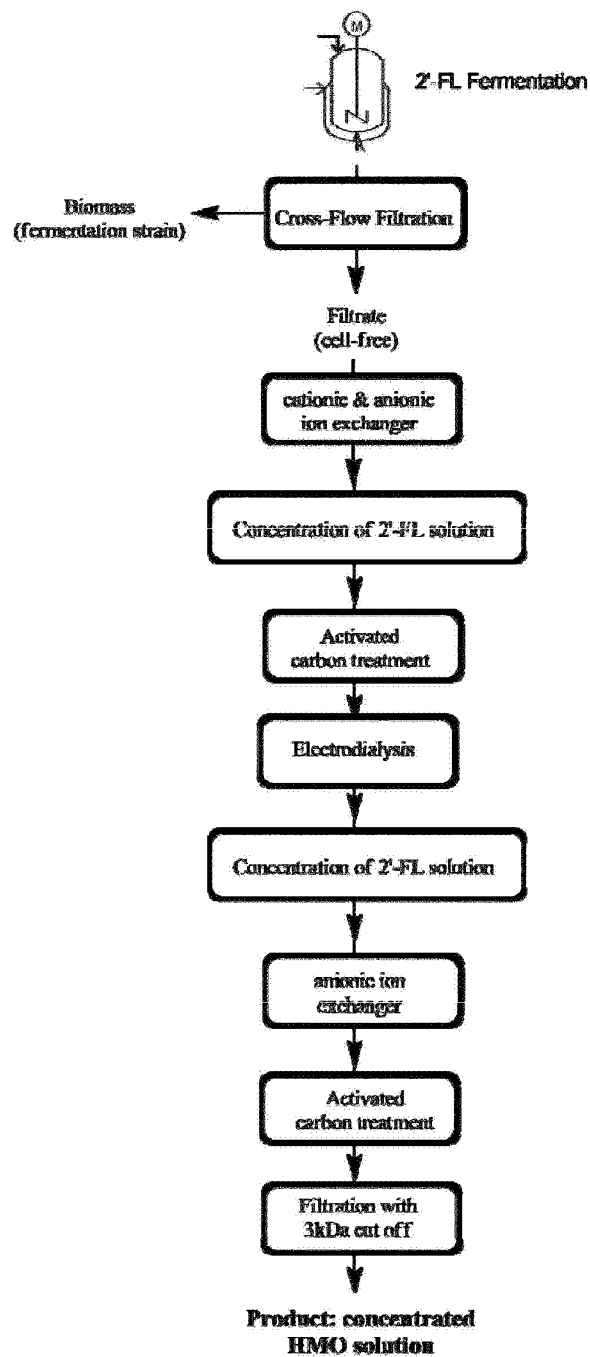 M
2'-FL Fermentation
Cross-Flow Filtration
Biomass
(fermentation strain)
Filtrate
(cell-free)
cationic & anionic
ion exchanger
Concentration of 2'-FL solution
Activated
carbon treatment
Electrodialysis
Concentration of 2'-FL solution
anionic ion
exchanger
Activated
carbon treatment
Filtration with
3kDa cut off
Product: concentrated
HMO solution